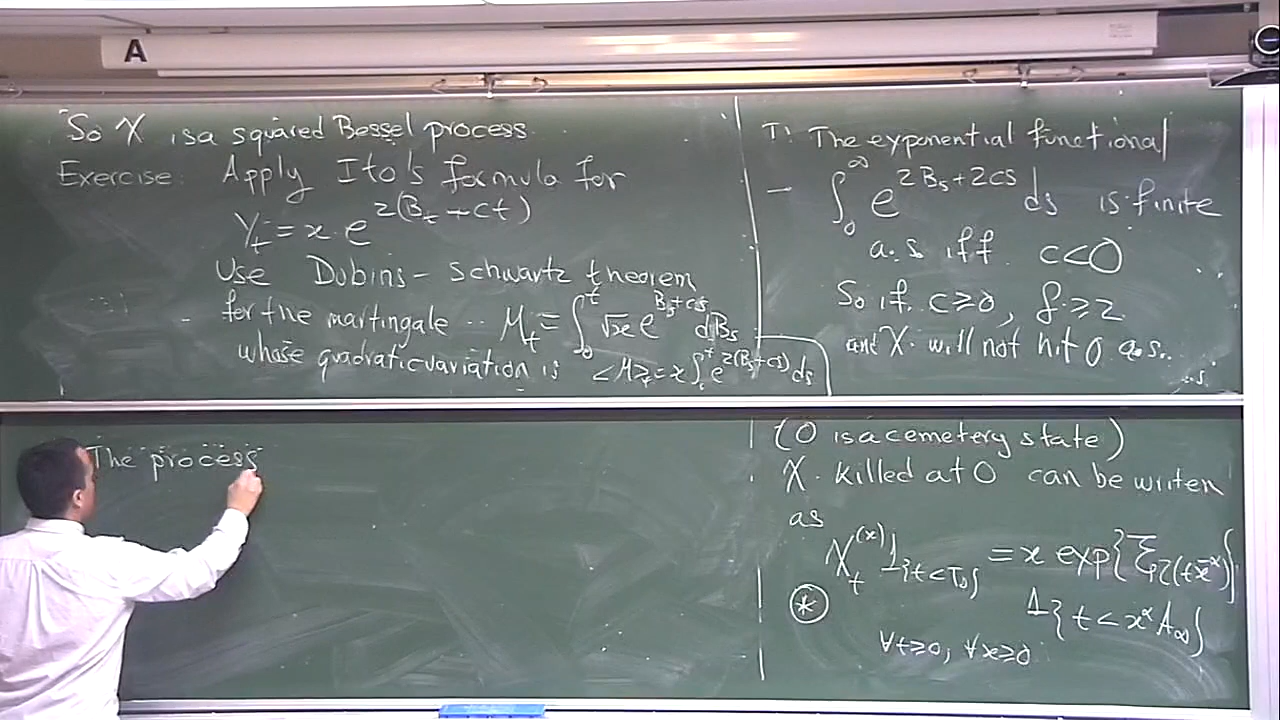 A
So X is a squared Bessel process.
Exercise: Apply Ito's formula for
Y_t = x e^{2(B_t + ct)}
Use Dubins - Schwartz theorem
for the martingale .. M_t = ∫_0^t √x e^{B_s + cs} dB_s
whose quadratic variation is <M>_t = x ∫_0^t e^{2(B_s + cs)} ds
The exponential functional
∫_0^∞ e^{2B_s + 2cs} ds is finite
a.s iff c<0
So if c ≥ 0, δ ≥ 2
and X will not hit 0 a.s.
The process
(0 is a cemetery state)
X killed at 0 can be writen
as
X_t^{(x)} 1_{t<T_0} = x exp{ξ_{τ(t x^{-α})}}
1{t < x^α A_∞}
(*)
∀t≥0, ∀x≥0